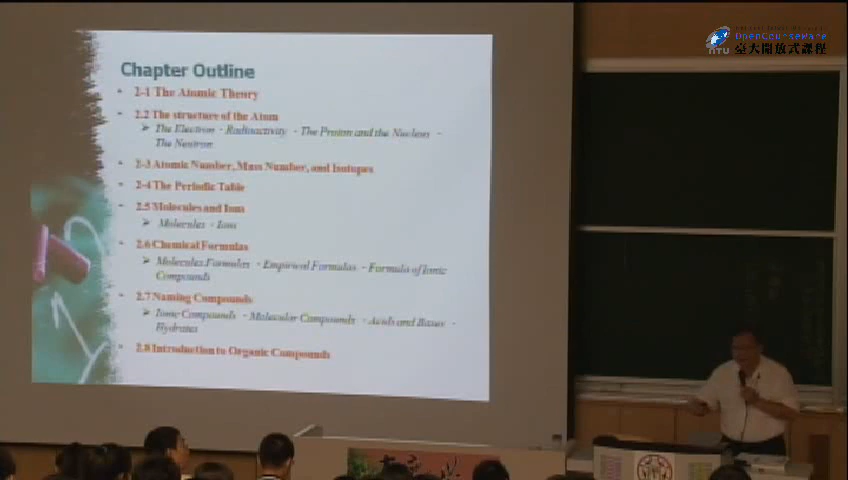 OpenCourseWare
NTU
臺大開放式課程
Chapter Outline
• 2-1 The Atomic Theory
• 2.2 The structure of the Atom
➢ The Electron - Radioactivity - The Proton and the Nucleus -
The Neutron
• 2-3 Atomic Number, Mass Number, and Isotopes
• 2-4 The Periodic Table
• 2.5 Molecules and Ions
➢ Molecules - Ions
• 2.6 Chemical Formulas
➢ Molecules Formulas - Empirical Formulas - Formula of Ionic
Compounds
• 2.7 Naming Compounds
➢ Ionic Compounds - Molecular Compounds - Acids and Bases -
Hydrates
• 2.8 Introduction to Organic Compounds